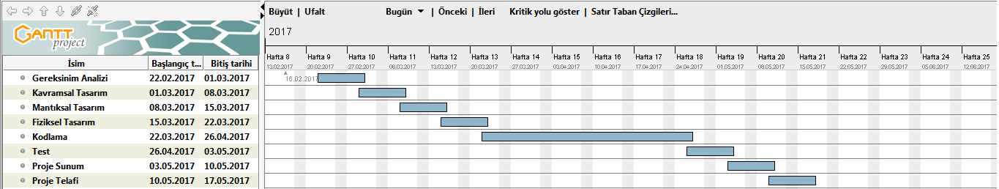 Büyüt | Ufalt Bugün | Önceki | İleri Kritik yolu göster | Satır Taban Çizgileri...
GANTT project
2017
İsim Başlangıç t... Bitiş tarihi
Hafta 8 Hafta 9 Hafta 10 Hafta 11 Hafta 12 Hafta 13 Hafta 14 Hafta 15 Hafta 16 Hafta 17 Hafta 18 Hafta 19 Hafta 20 Hafta 21 Hafta 22 Hafta 23 Hafta 24 Hafta 25
13.02.2017 20.02.2017 27.02.2017 06.03.2017 13.03.2017 20.03.2017 27.03.2017 03.04.2017 10.04.2017 17.04.2017 24.04.2017 01.05.2017 08.05.2017 15.05.2017 22.05.2017 29.05.2017 05.06.2017 12.06.2017
16.02.2017
Gereksinim Analizi 22.02.2017 01.03.2017
Kavramsal Tasarım 01.03.2017 08.03.2017
Mantıksal Tasarım 08.03.2017 15.03.2017
Fiziksel Tasarım 15.03.2017 22.03.2017
Kodlama 22.03.2017 26.04.2017
Test 26.04.2017 03.05.2017
Proje Sunum 03.05.2017 10.05.2017
Proje Telafi 10.05.2017 17.05.2017